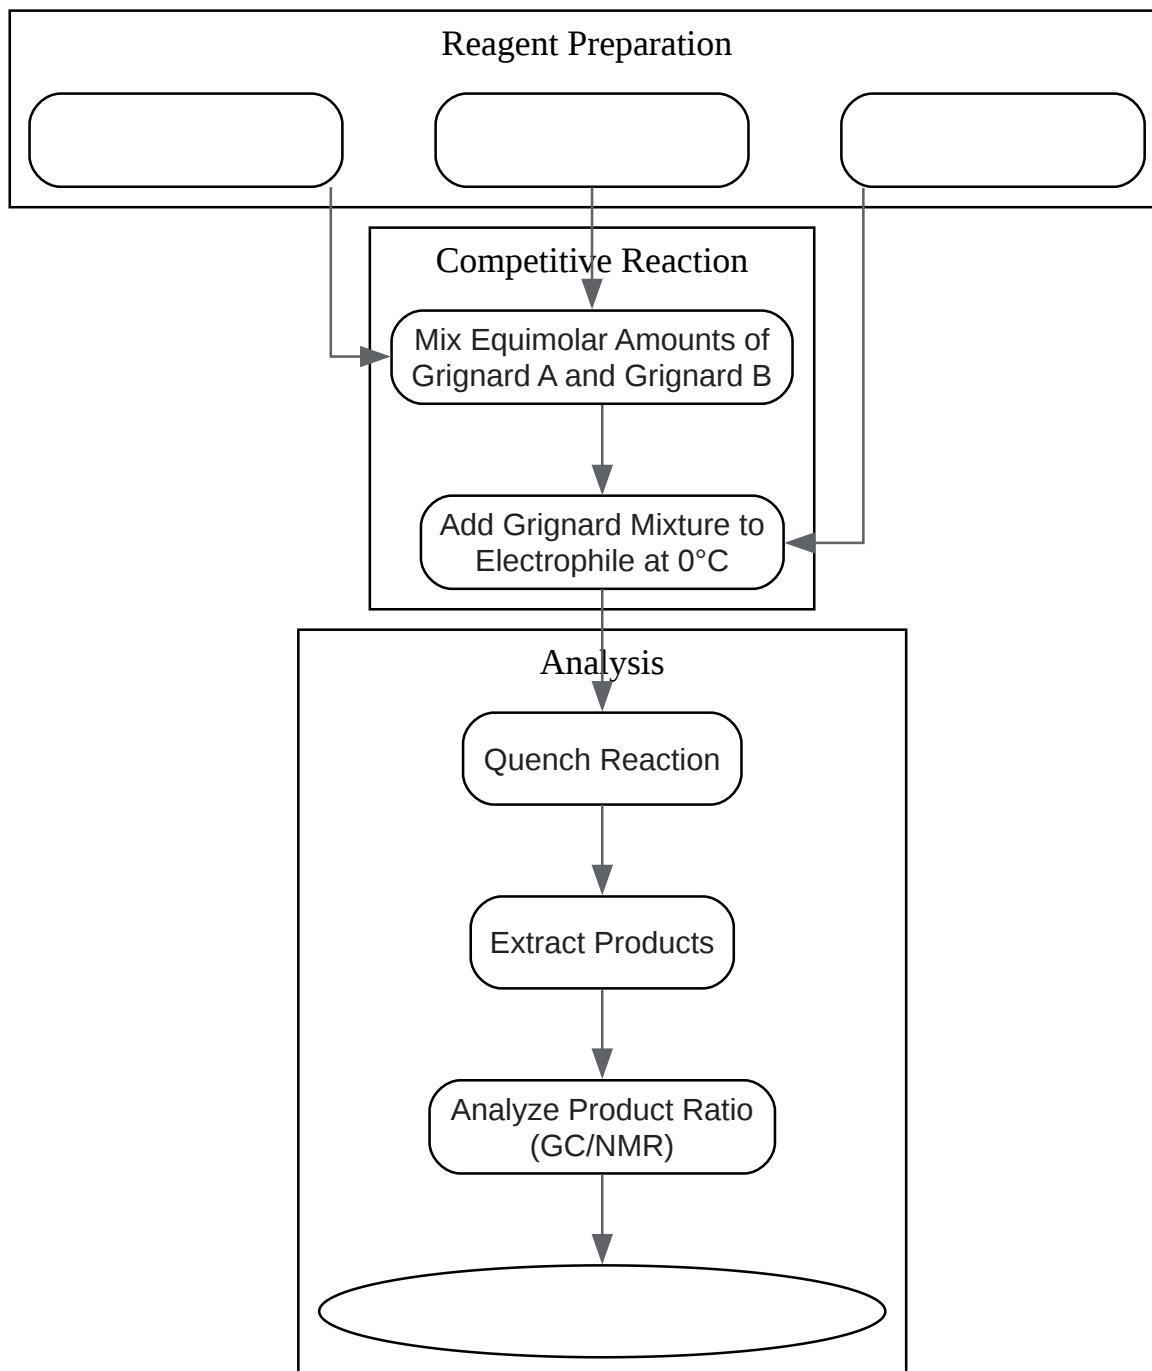 Reagent Preparation
Competitive Reaction
Mix Equimolar Amounts of
Grignard A and Grignard B
Add Grignard Mixture to
Electrophile at 0°C
Analysis
Quench Reaction
Extract Products
Analyze Product Ratio
(GC/NMR)